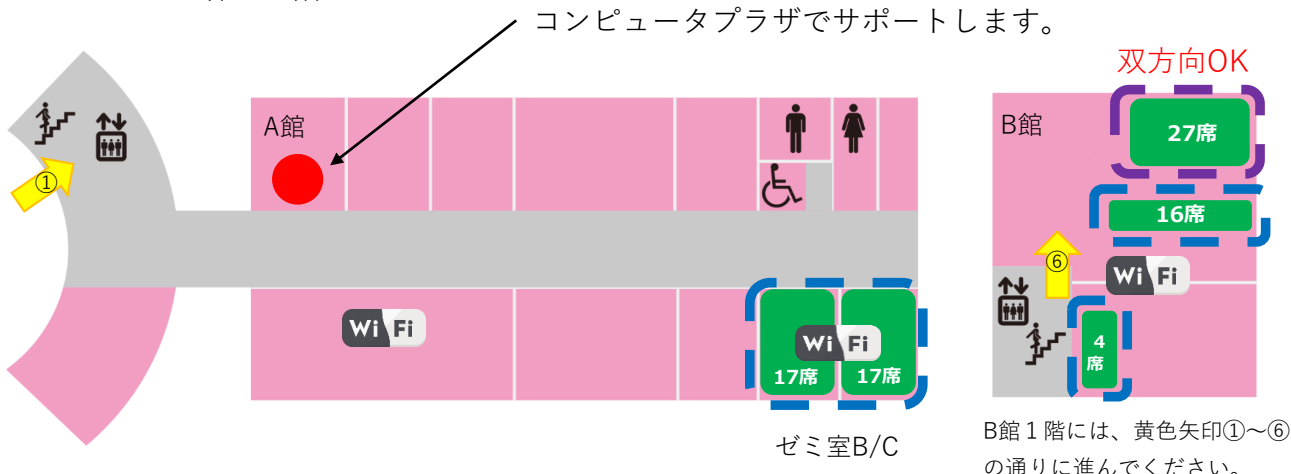 コンピュータプラザでサポートします。
双方向OK
A館
B館
27席
①
16席
⑥
Wi Fi
Wi Fi
Wi Fi
4
席
17席
17席
ゼミ室B/C
B館１階には、黄色矢印①～⑥
の通りに進んでください。